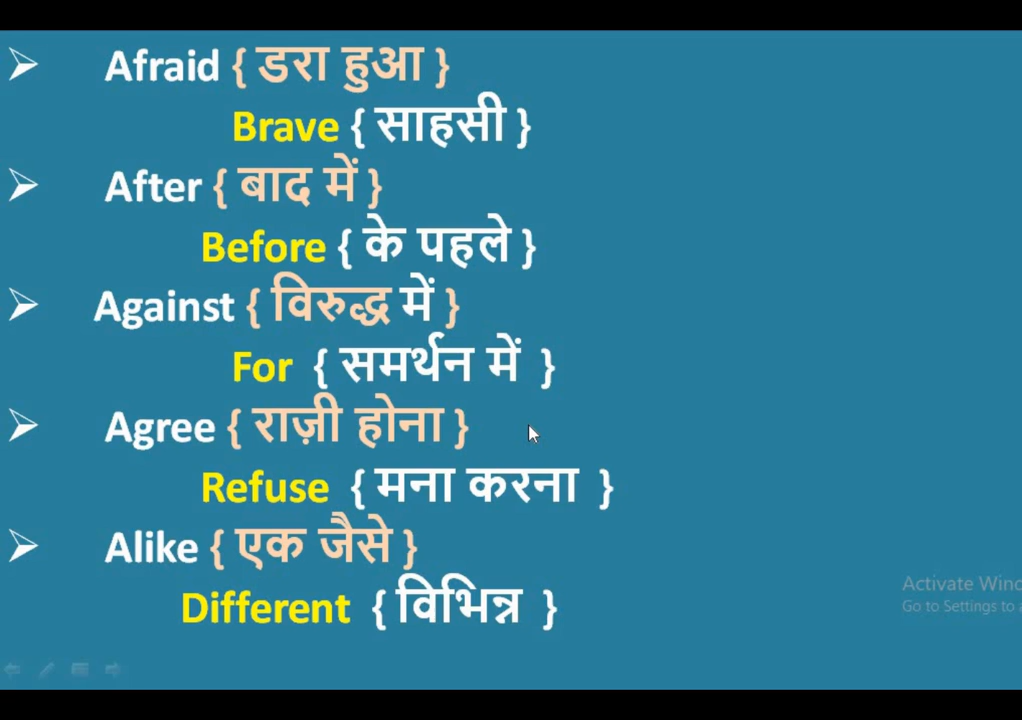 Afraid { डरा हुआ }
Brave { साहसी }
After { बाद में }
Before { के पहले }
Against { विरुद्ध में }
For { समर्थन में }
Agree { राज़ी होना }
Refuse { मना करना }
Alike { एक जैसे }
Different { विभिन्न }
Activate Winc
Go to Settings to a